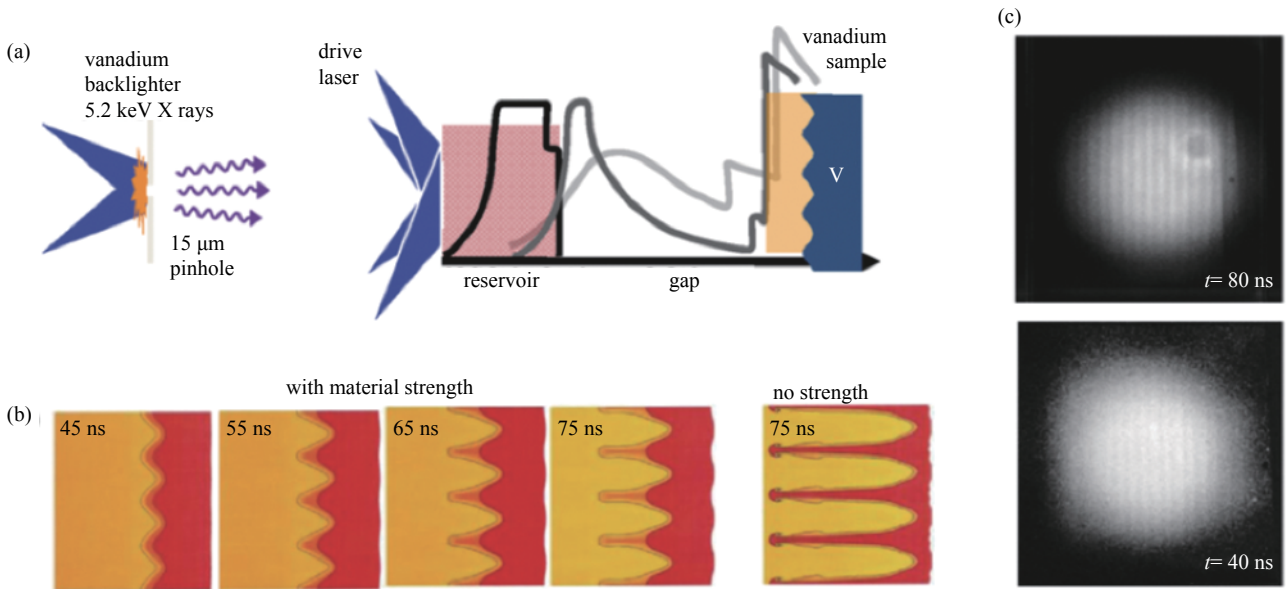 (a)
vanadium
backlighter
5.2 keV X rays
15 μm
pinhole
drive
laser
reservoir
gap
vanadium
sample
V
(b)
with material strength
no strength
45 ns
55 ns
65 ns
75 ns
75 ns
(c)
t= 80 ns
t= 40 ns